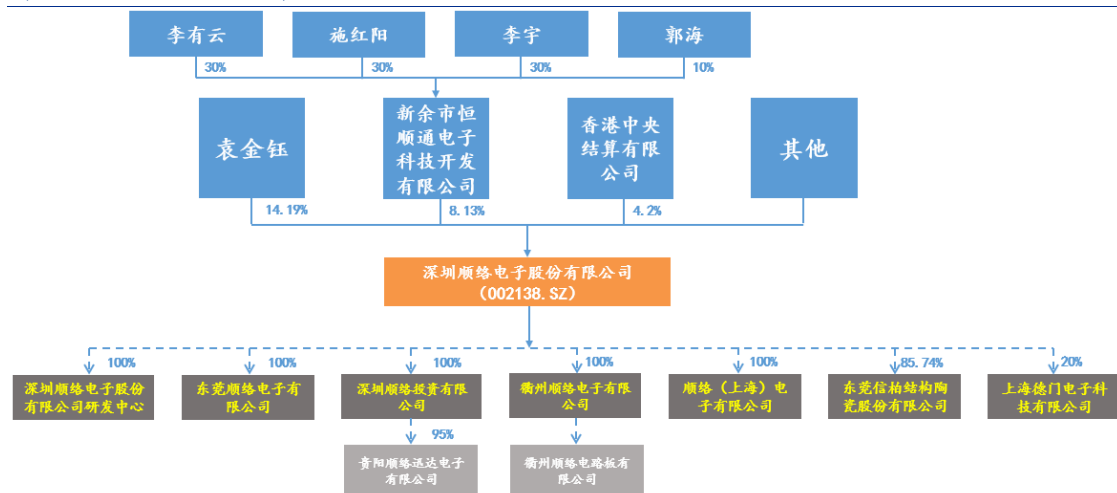 李有云
施红阳
李宇
郭海
30%
30%
30%
10%
袁金钰
新余市恒
顺通电子
科技开发
有限公司
香港中央
结算有限
公司
其他
14.19%
8.13%
4.2%
深圳顺络电子股份有限公司
（002138.SZ）
100%
100%
100%
100%
100%
85.74%
20%
深圳顺络电子股份
有限公司研发中心
东莞顺络电子有
限公司
深圳顺络投资有限公
司
衢州顺络电子有限公
司
顺络（上海）电
子有限公司
东莞信柏结构陶
瓷股份有限公司
上海德门电子科
技有限公司
95%
贵阳顺络迅达电子
有限公司
衢州顺络电路板有
限公司